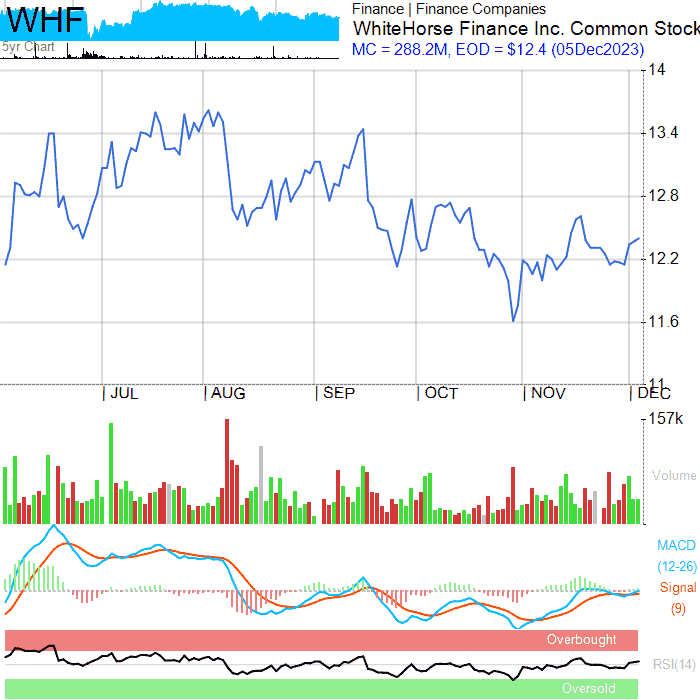 WHF
5yr Chart
Finance | Finance Companies
WhiteHorse Finance Inc. Common Stock
MC = 288.2M, EOD = $12.4 (05Dec2023)
14
13.4
12.8
12.2
11.6
11
JUL AUG SEP OCT NOV DEC
157k
Volume
MACD
(12-26)
Signal
(9)
Overbought
RSI(14)
Oversold